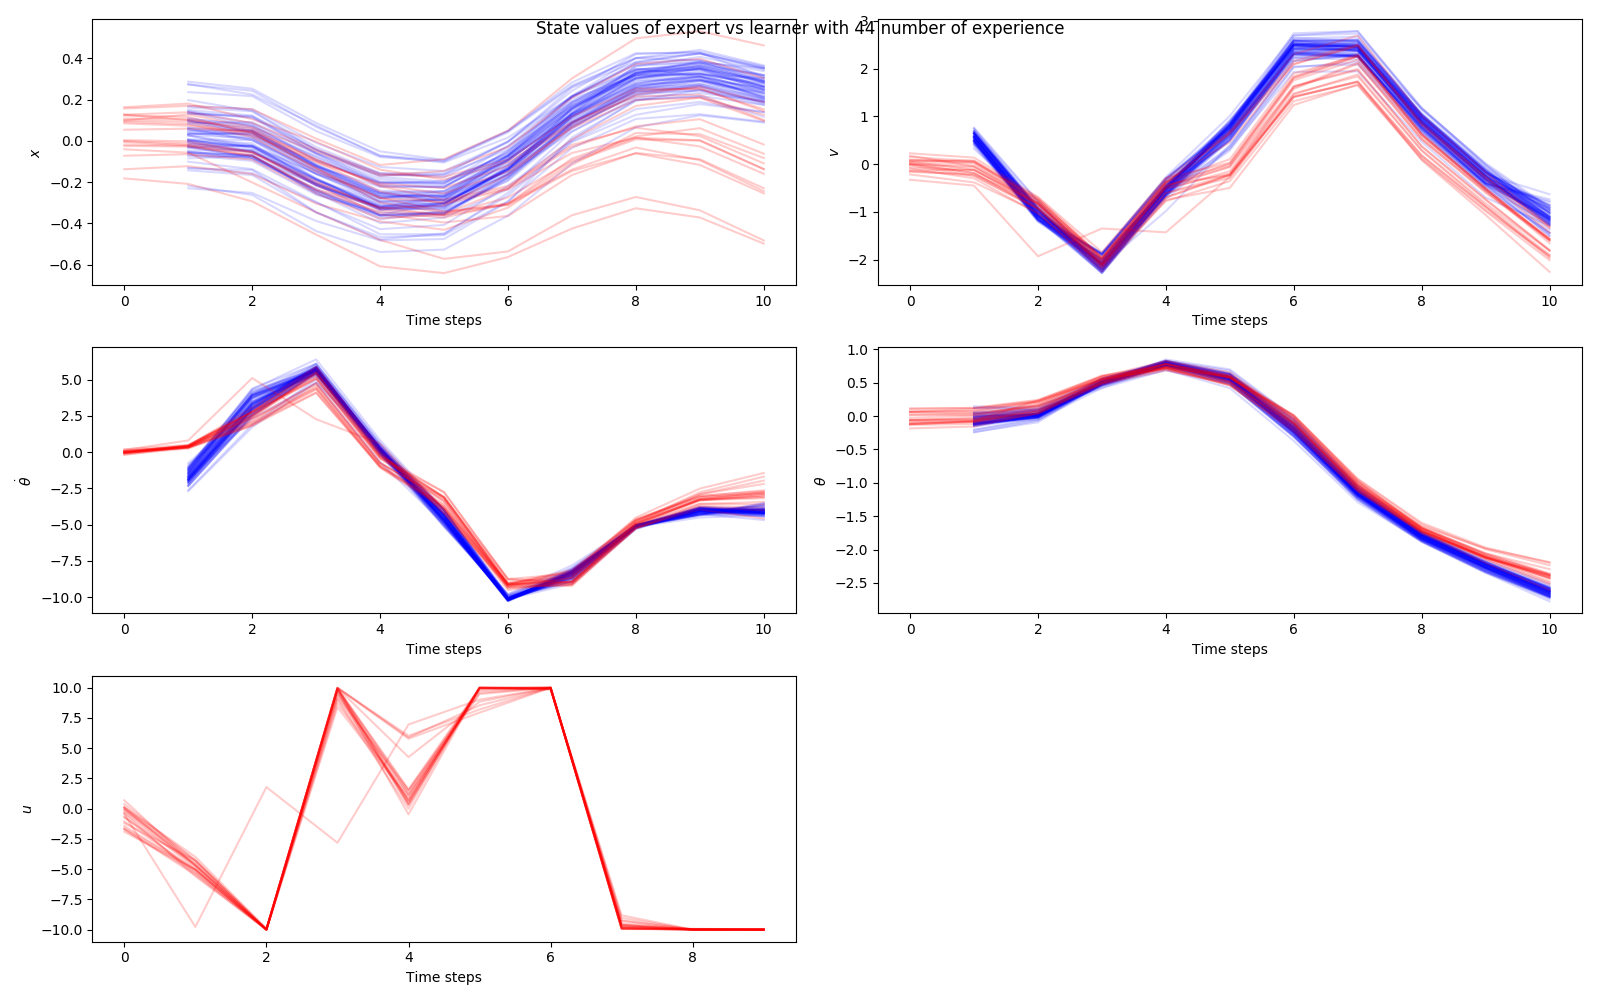 State values of expert vs learner with 44 number of experience
0.4
0.2
0.0
−0.2
−0.4
−0.6
x
0 2 4 6 8 10
Time steps
3
2
1
0
−1
−2
v
0 2 4 6 8 10
Time steps
5.0
2.5
0.0
−2.5
−5.0
−7.5
−10.0
θ̇
0 2 4 6 8 10
Time steps
1.0
0.5
0.0
−0.5
−1.0
−1.5
−2.0
−2.5
θ
0 2 4 6 8 10
Time steps
10.0
7.5
5.0
2.5
0.0
−2.5
−5.0
−7.5
−10.0
u
0 2 4 6 8
Time steps